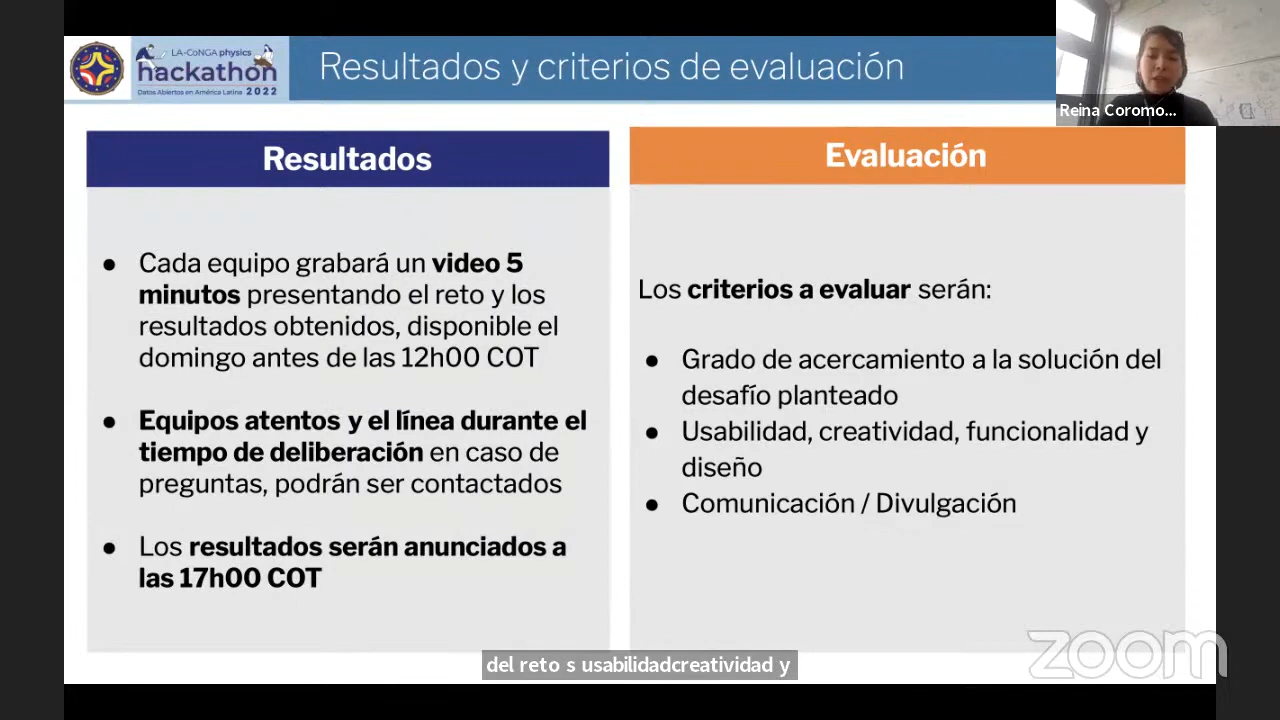 LA-CoNGA physics
hackathon
Datos Abiertos en América Latina 2022
Resultados y criterios de evaluación
Reina Coromo...
Resultados
● Cada equipo grabará un video 5
minutos presentando el reto y los
resultados obtenidos, disponible el
domingo antes de las 12h00 COT
● Equipos atentos y el línea durante el
tiempo de deliberación en caso de
preguntas, podrán ser contactados
● Los resultados serán anunciados a
las 17h00 COT
Evaluación
Los criterios a evaluar serán:
● Grado de acercamiento a la solución del
desafío planteado
● Usabilidad, creatividad, funcionalidad y
diseño
● Comunicación / Divulgación
zoom
del reto s usabilidadcreatividad y